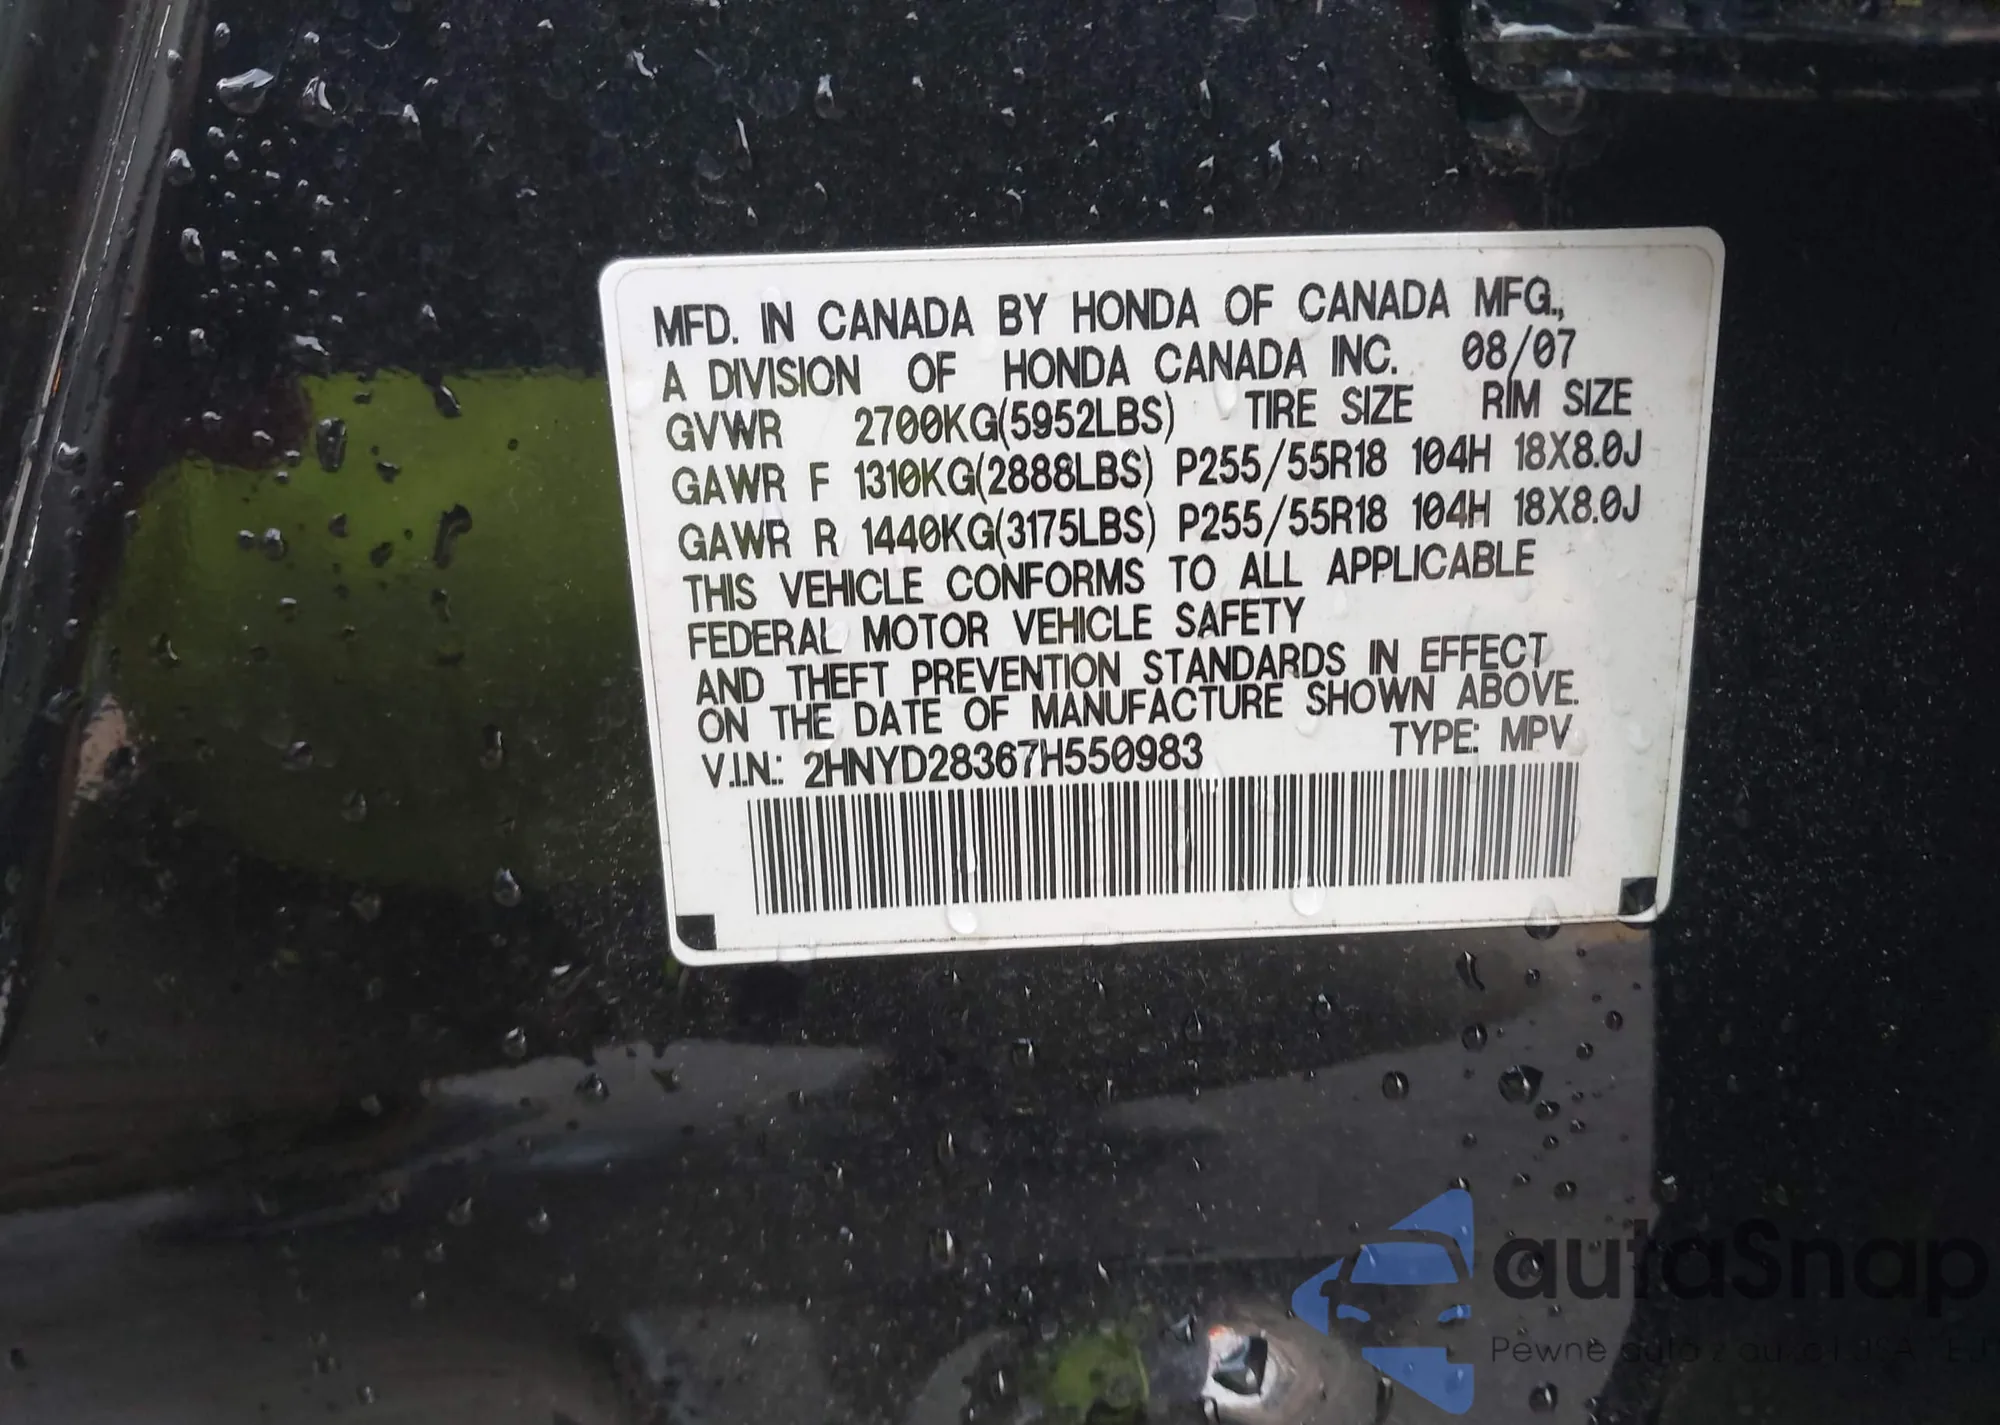 MFD. IN CANADA BY HONDA OF CANADA MFG.,
A DIVISION OF HONDA CANADA INC. 08/07
GVWR 2700KG(5952LBS) TIRE SIZE RIM SIZE
GAWR F 1310KG(2888LBS) P255/55R18 104H 18X8.0J
GAWR R 1440KG(3175LBS) P255/55R18 104H 18X8.0J
THIS VEHICLE CONFORMS TO ALL APPLICABLE
FEDERAL MOTOR VEHICLE SAFETY
AND THEFT PREVENTION STANDARDS IN EFFECT
ON THE DATE OF MANUFACTURE SHOWN ABOVE.
V.I.N.: 2HNYD28367H550983 TYPE: MPV
autaSnap
Pewne auto z